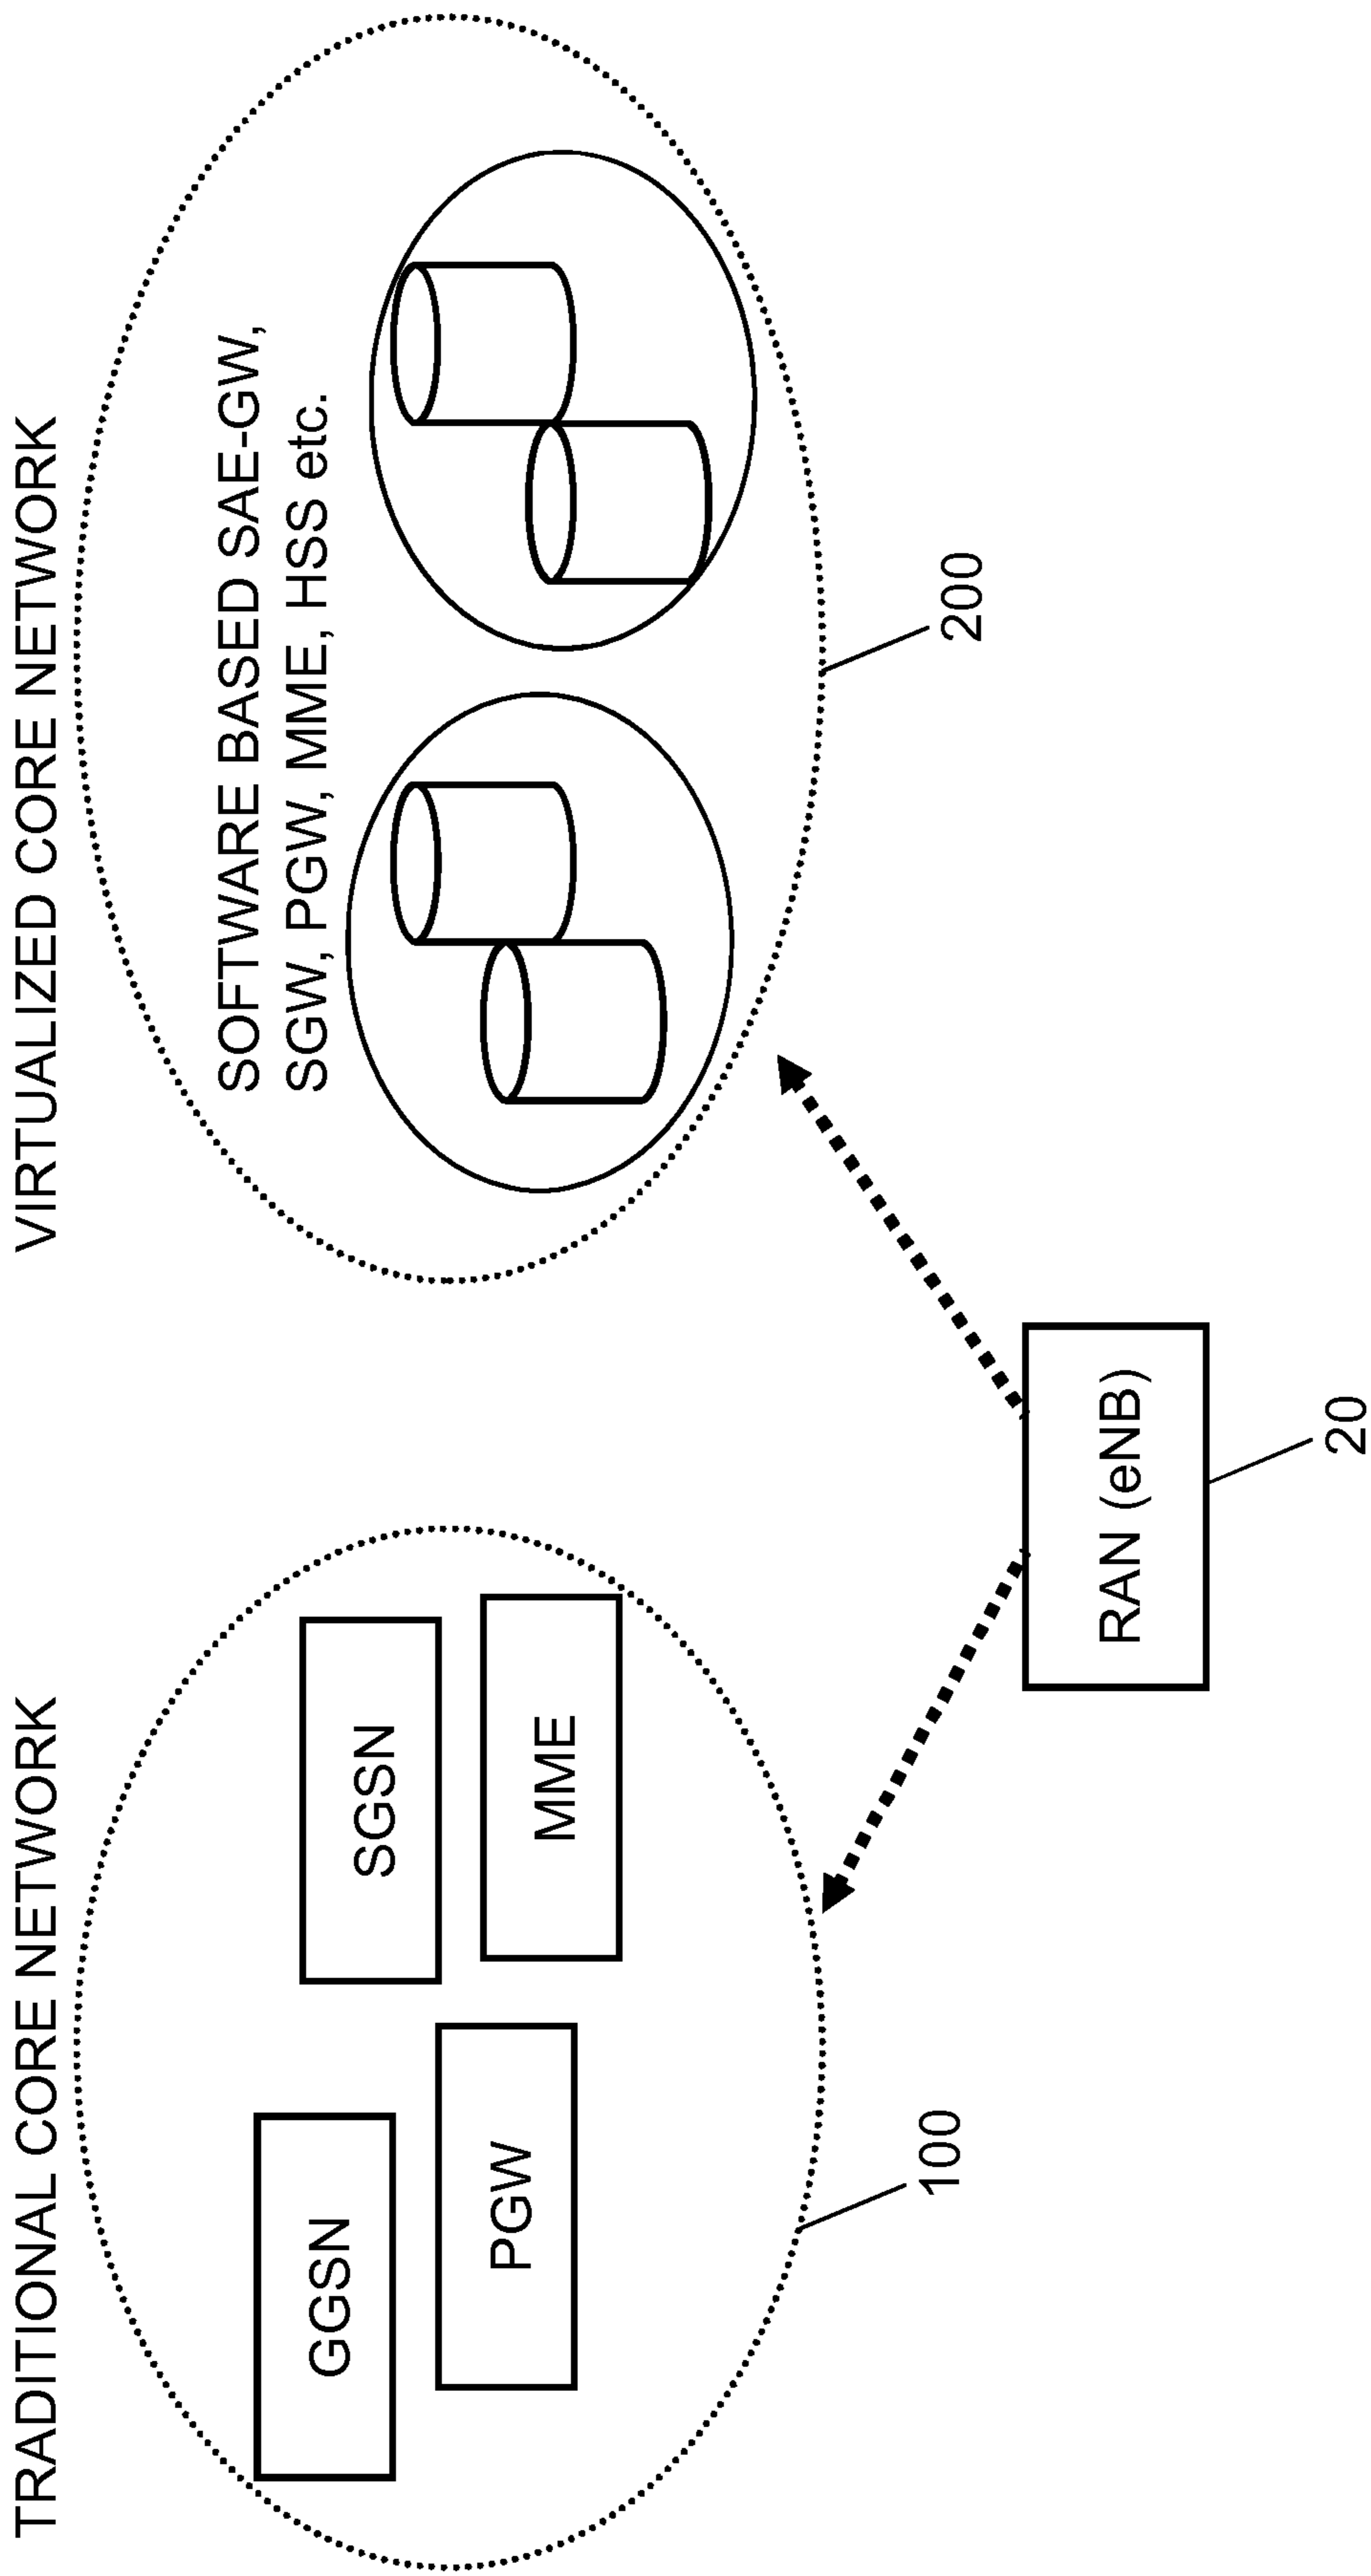 TRADITIONAL CORE NETWORK
VIRTUALIZED CORE NETWORK
GGSN
SGSN
PGW
MME
100
SOFTWARE BASED SAE-GW,
SGW, PGW, MME, HSS etc.
200
RAN (eNB)
20